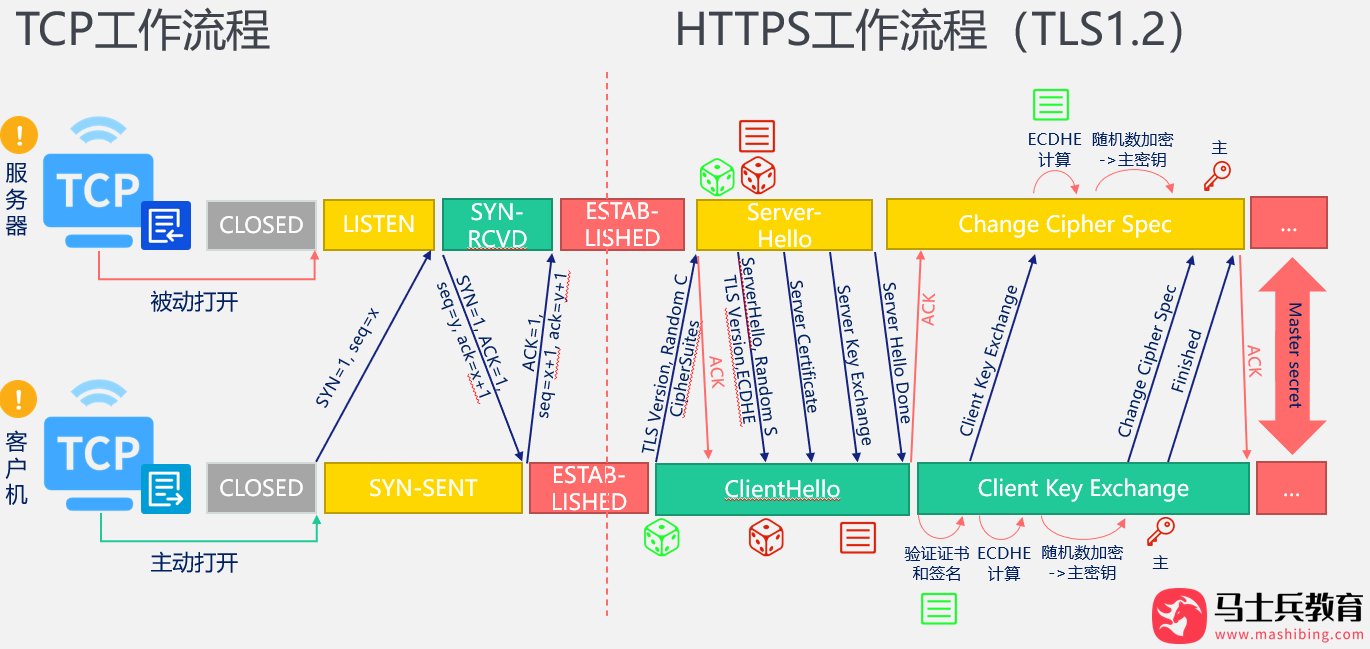 TCP工作流程
HTTPS工作流程（TLS1.2）
!
服
务
器
TCP
CLOSED
LISTEN
SYN-
RCVD
ESTAB-
LISHED
Server-
Hello
ECDHE
计算
随机数加密
->主密钥
主
Change Cipher Spec
...
被动打开
SYN=1, seq=x
SYN=1, ACK=1,
seq=y, ack=x+1
ACK=1,
seq=x+1, ack=y+1
TLS Version, Random C
CipherSuites
ACK
ServerHello, Random S
TLS Version,ECDHE
Server Certificate
Server Key Exchange
Server Hello Done
ACK
Client Key Exchange
Change Cipher Spec
Finished
ACK
Master secret
!
客
户
机
TCP
CLOSED
SYN-SENT
ESTAB-
LISHED
ClientHello
Client Key Exchange
...
主动打开
验证证书
和签名
ECDHE
计算
随机数加密
->主密钥
主
马士兵教育
www.mashibing.com